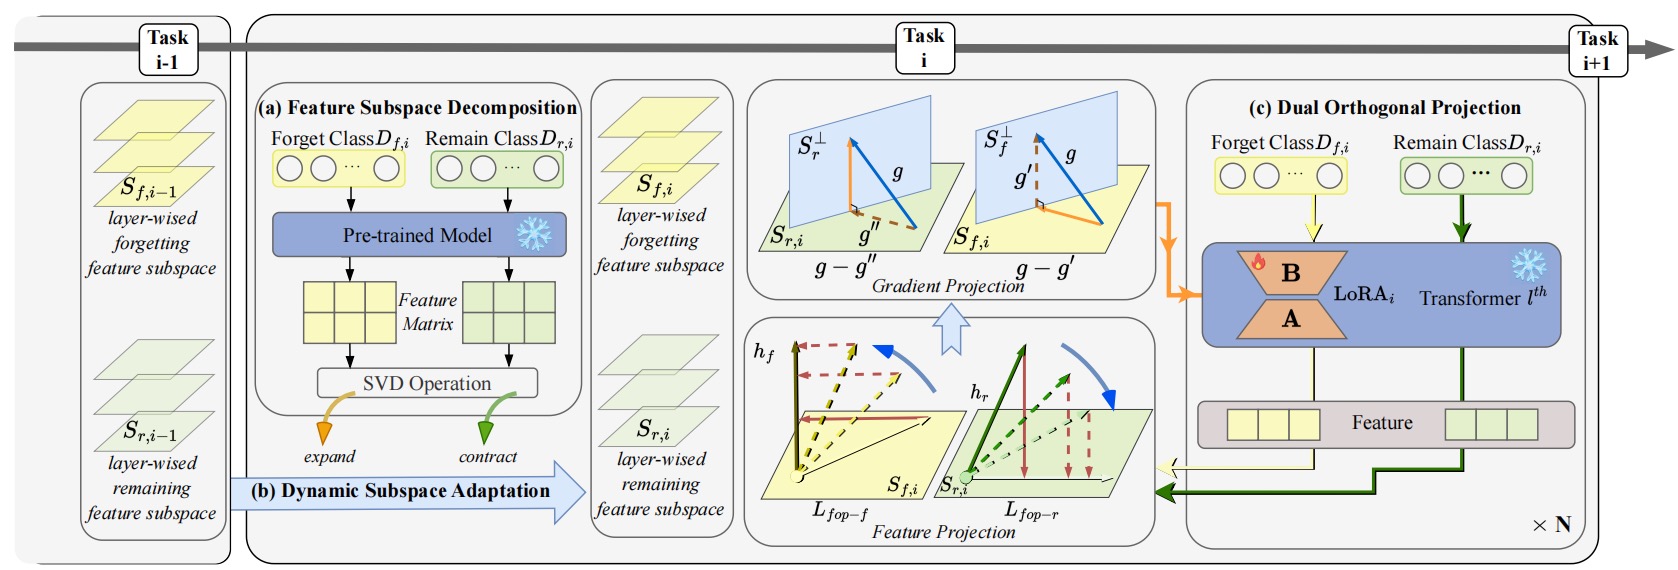 Task
i-1
Task
i
Task
i+1
S_{f,i-1}
layer-wised
forgetting
feature subspace
S_{r,i-1}
layer-wised
remaining
feature subspace
(a) Feature Subspace Decomposition
Forget Class D_{f,i}
Remain Class D_{r,i}
...
...
Pre-trained Model
Feature
Matrix
SVD Operation
expand
contract
(b) Dynamic Subspace Adaptation
S_{f,i}
layer-wised
forgetting
feature subspace
S_{r,i}
layer-wised
remaining
feature subspace
S_r^⊥
g
S_{r,i}
g''
g − g''
S_f^⊥
g
g'
S_{f,i}
g − g'
Gradient Projection
h_f
S_{f,i}
L_{fop-f}
h_r
S_{r,i}
L_{fop-r}
Feature Projection
(c) Dual Orthogonal Projection
Forget Class D_{f,i}
Remain Class D_{r,i}
...
...
B
A
LoRA_i
Transformer l^{th}
Feature
× N